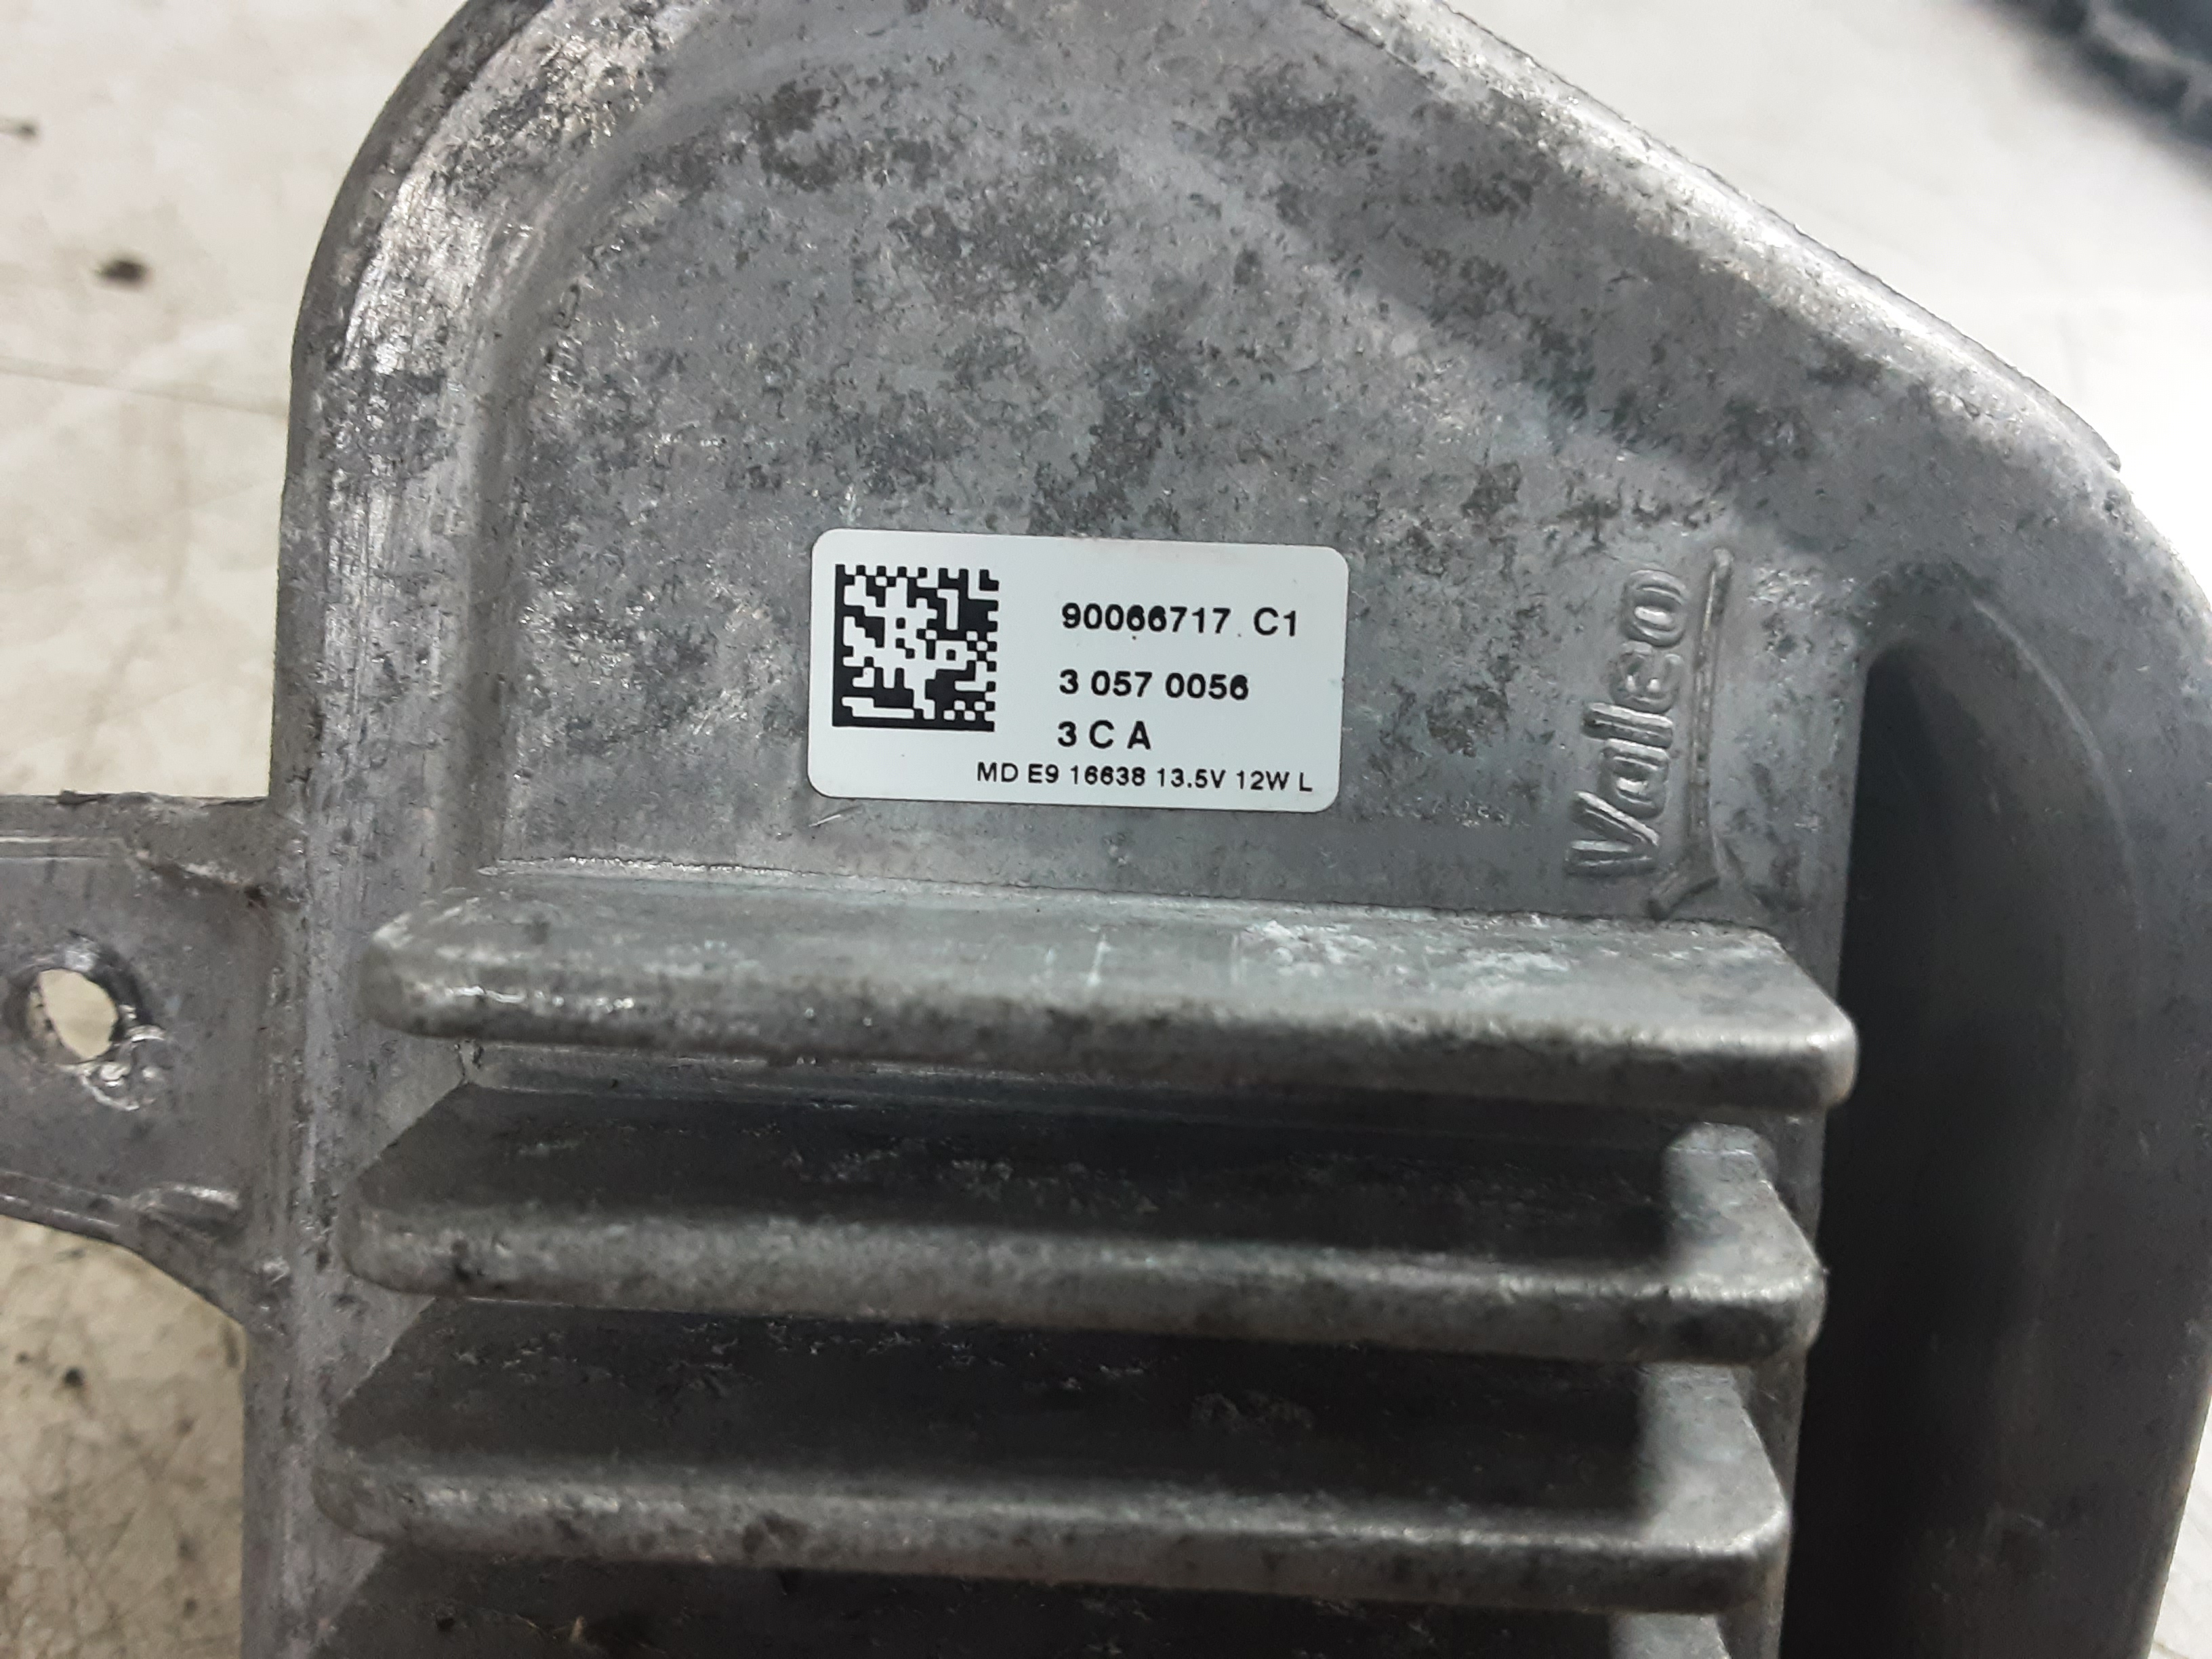 90066717 C1
3 057 0056
3 C A
MD E9 16638 13.5V 12W L
Valeo